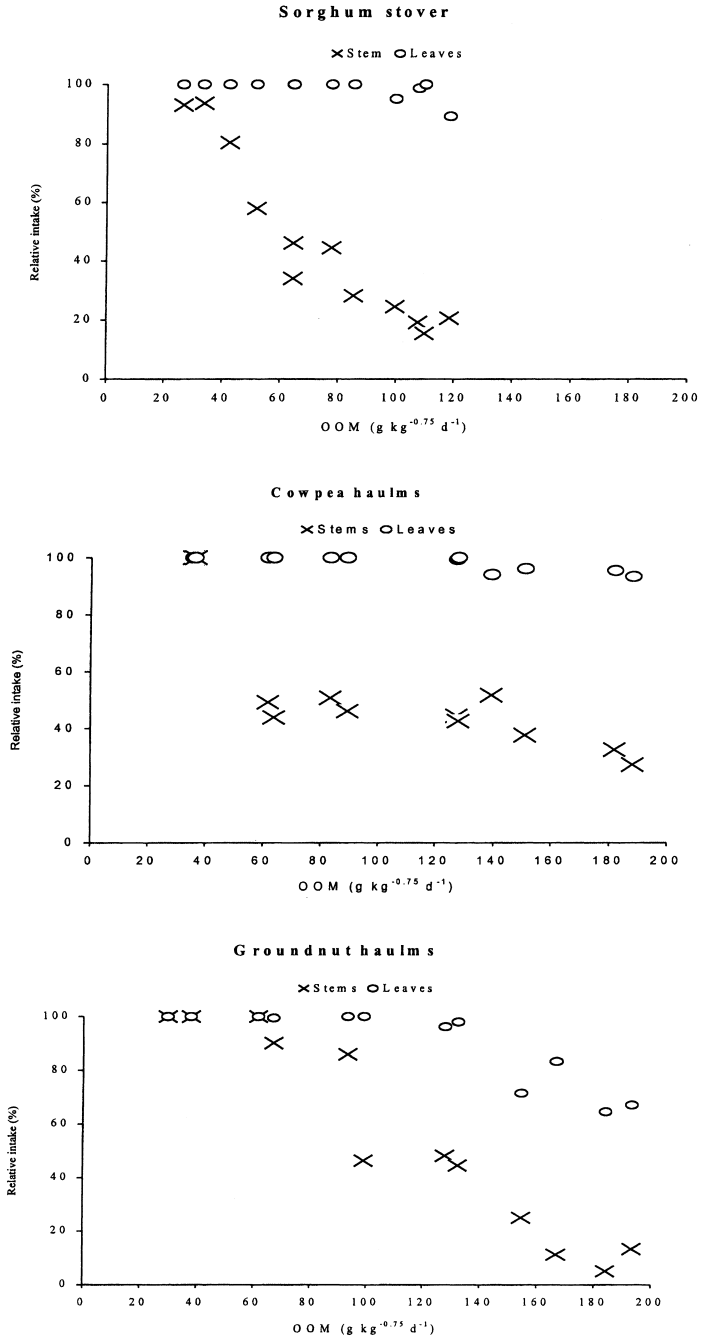 Sorghum stover
×Stem ○Leaves
100
80
60
40
20
0
Relative intake (%)
0 20 40 60 80 100 120 140 160 180 200
OOM (g kg-0.75 d-1)
Cowpea haulms
×Stems ○Leaves
100
80
60
40
20
0
Relative intake (%)
0 20 40 60 80 100 120 140 160 180 200
OOM (g kg-0.75 d-1)
Groundnut haulms
×Stems ○Leaves
100
80
60
40
20
0
Relative intake (%)
0 20 40 60 80 100 120 140 160 180 200
OOM (g kg-0.75 d-1)